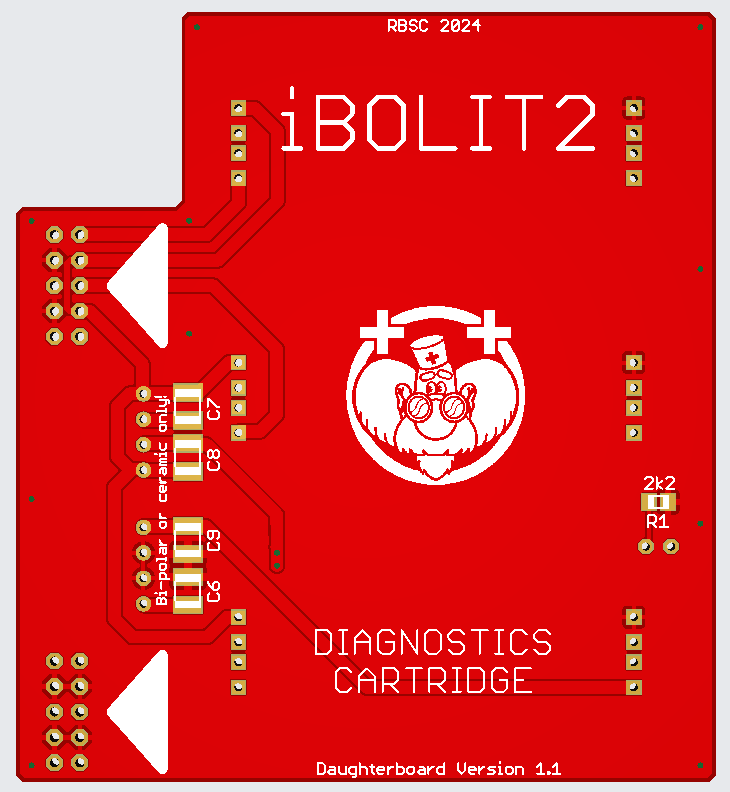 RBSC 2024
iBOLIT2
C7
C8
Bi-polar or ceramic only!
C9
C6
2k2
R1
DIAGNOSTICS
CARTRIDGE
Daughterboard Version 1.1